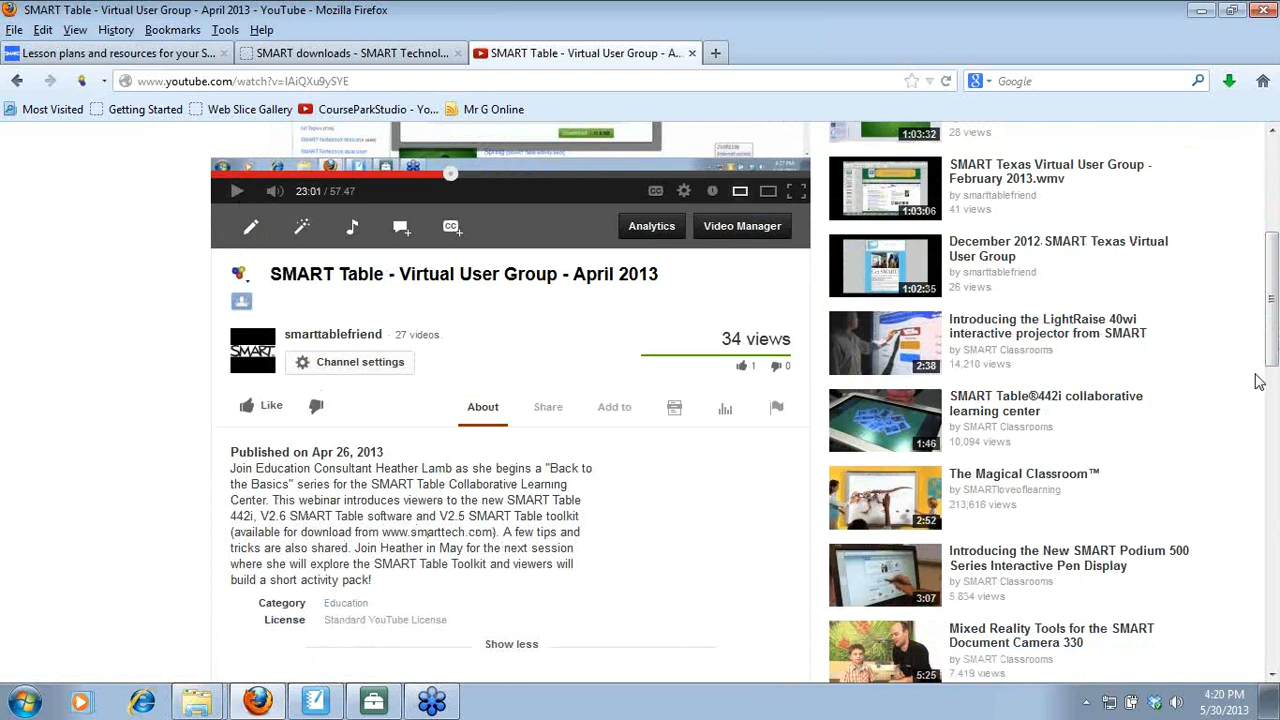 SMART Table - Virtual User Group - April 2013 - YouTube - Mozilla Firefox
File Edit View History Bookmarks Tools Help
Lesson plans and resources for your S... SMART downloads - SMART Technol... SMART Table - Virtual User Group - A...
www.youtube.com/watch?v=IAiQXu9ySYE Google
Most Visited Getting Started Web Slice Gallery CourseParkStudio - Yo... Mr G Online
1:03:32
28 views
SMART Texas Virtual User Group -
February 2013.wmv
by smarttablefriend
41 views
1:03:06
23:01 / 57:47
Analytics Video Manager
December 2012 SMART Texas Virtual
User Group
by smarttablefriend
26 views
1:02:35
SMART Table - Virtual User Group - April 2013
SMART
smarttablefriend · 27 videos
Channel settings
34 views
1 0
Introducing the LightRaise 40wi
interactive projector from SMART
by SMART Classrooms
14,210 views
2:38
Like About Share Add to
SMART Table®442i collaborative
learning center
by SMART Classrooms
10,094 views
1:46
Published on Apr 26, 2013
Join Education Consultant Heather Lamb as she begins a "Back to
the Basics" series for the SMART Table Collaborative Learning
Center. This webinar introduces viewers to the new SMART Table
442i, V2.6 SMART Table software and V2.5 SMART Table toolkit
(available for download from www.smarttech.com). A few tips and
tricks are also shared. Join Heather in May for the next session
where she will explore the SMART Table Toolkit and viewers will
build a short activity pack!
The Magical Classroom™
by SMARTloveoflearning
213,616 views
2:52
Introducing the New SMART Podium 500
Series Interactive Pen Display
by SMART Classrooms
5 834 views
3:07
Category Education
License Standard YouTube License
Show less
Mixed Reality Tools for the SMART
Document Camera 330
by SMART Classrooms
7,419 views
5:25
4:20 PM
5/30/2013